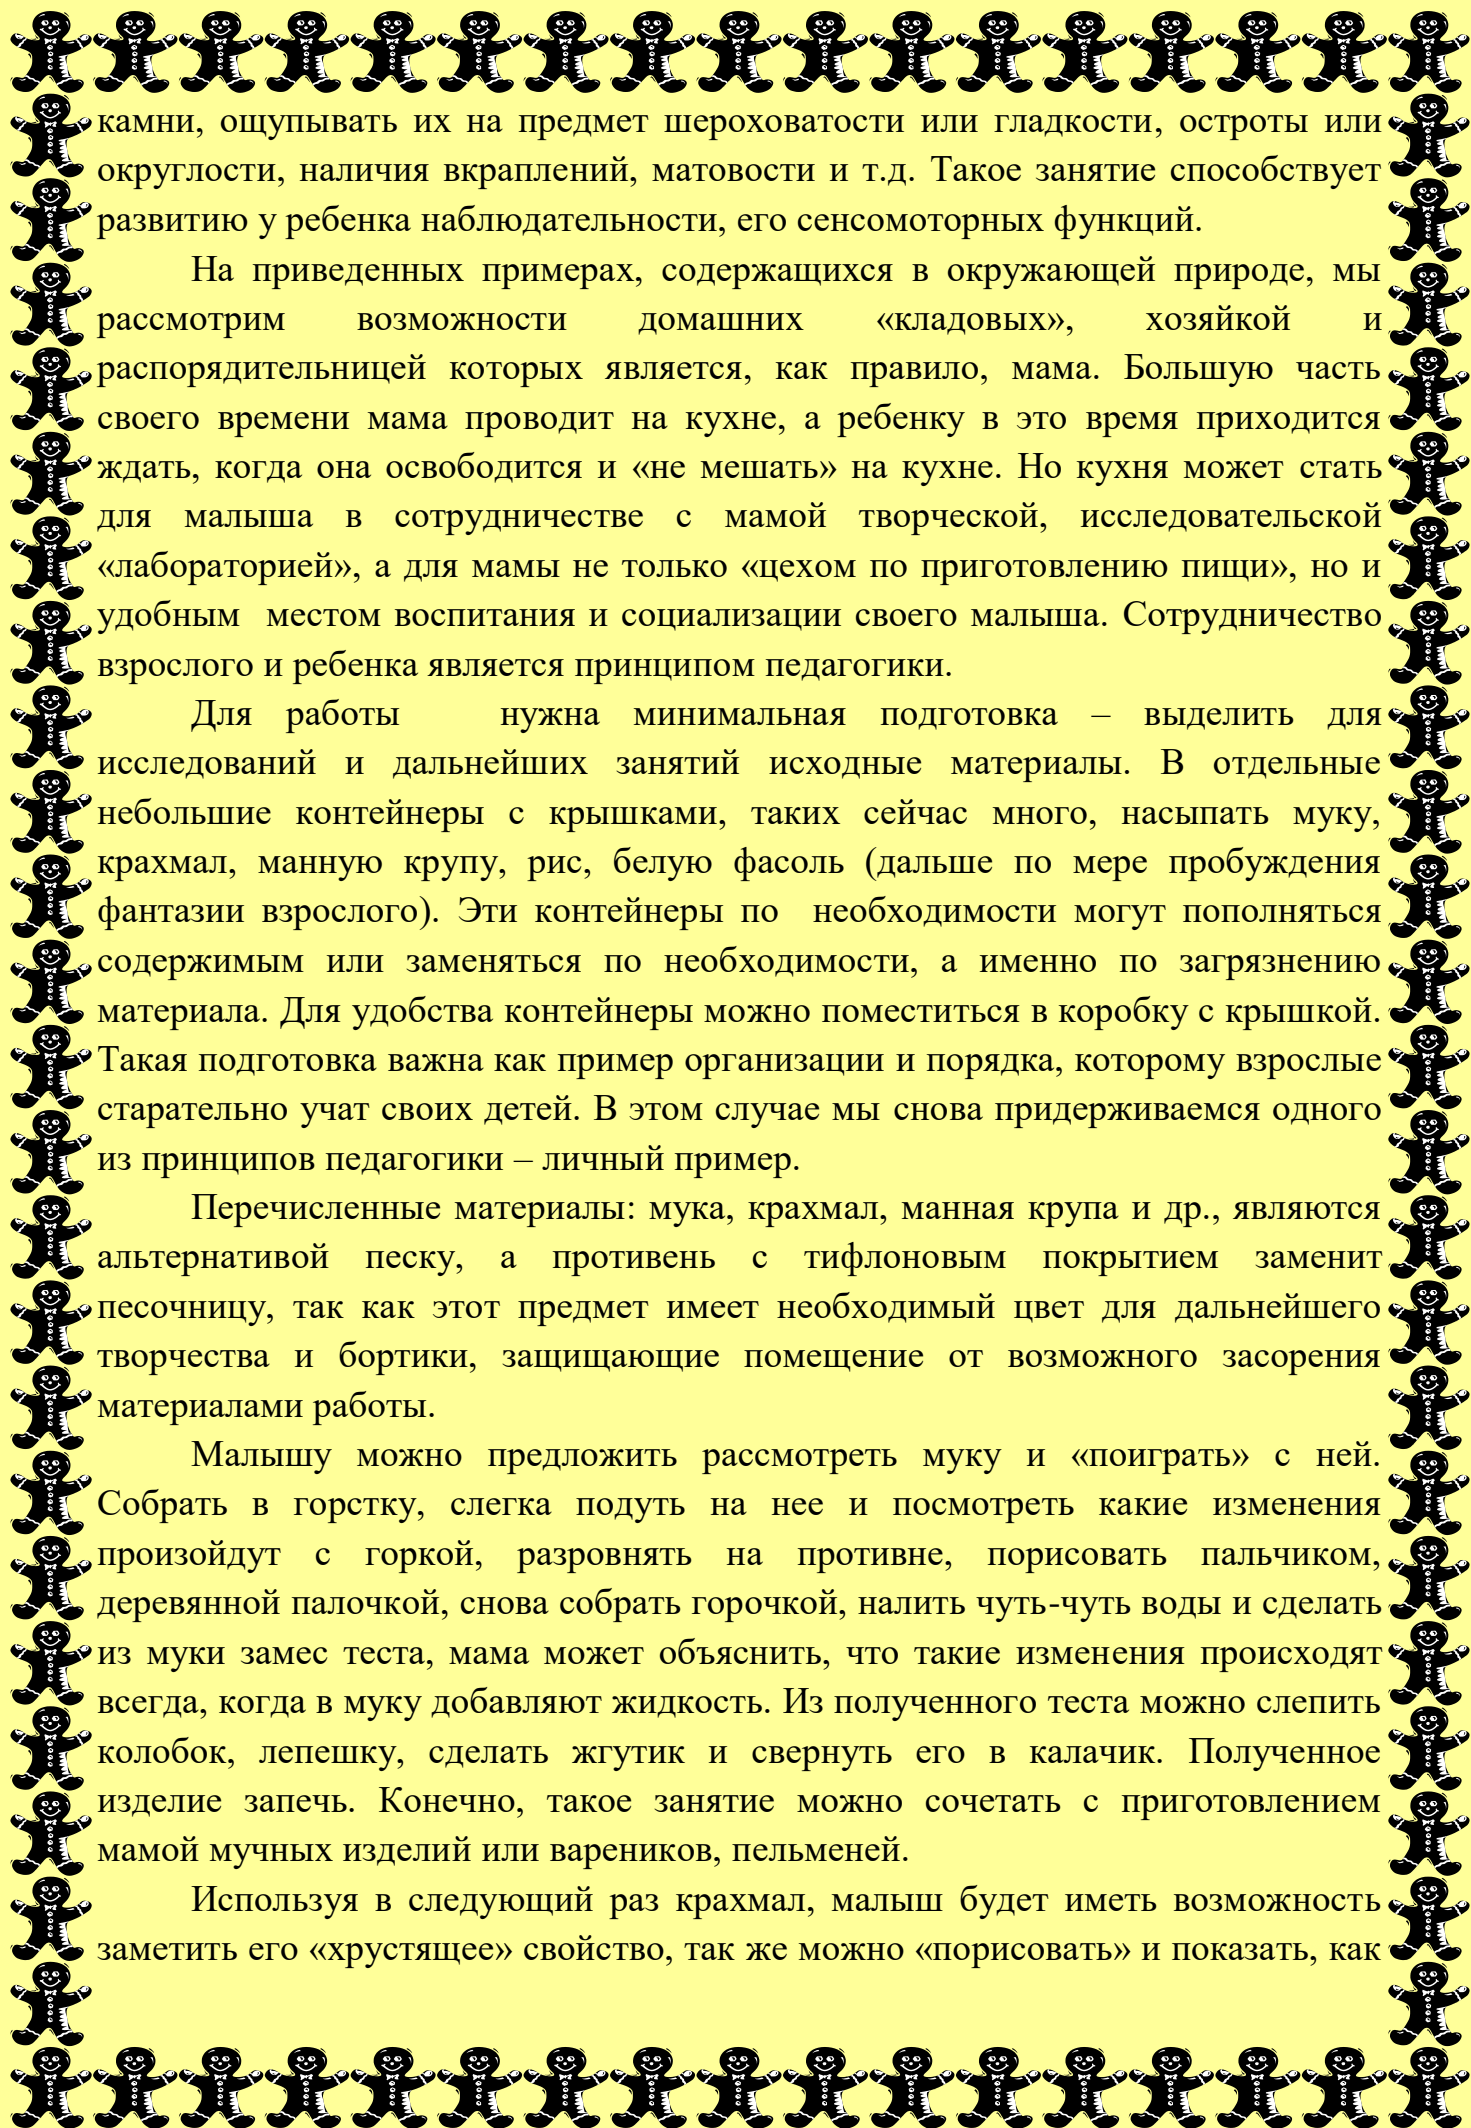 камни, ощупывать их на предмет шероховатости или гладкости, остроты или
округлости, наличия вкраплений, матовости и т.д. Такое занятие способствует
развитию у ребенка наблюдательности, его сенсомоторных функций.
На приведенных примерах, содержащихся в окружающей природе, мы
рассмотрим возможности домашних «кладовых», хозяйкой и
распорядительницей которых является, как правило, мама. Большую часть
своего времени мама проводит на кухне, а ребенку в это время приходится
ждать, когда она освободится и «не мешать» на кухне. Но кухня может стать
для малыша в сотрудничестве с мамой творческой, исследовательской
«лабораторией», а для мамы не только «цехом по приготовлению пищи», но и
удобным местом воспитания и социализации своего малыша. Сотрудничество
взрослого и ребенка является принципом педагогики.
Для работы нужна минимальная подготовка – выделить для
исследований и дальнейших занятий исходные материалы. В отдельные
небольшие контейнеры с крышками, таких сейчас много, насыпать муку,
крахмал, манную крупу, рис, белую фасоль (дальше по мере пробуждения
фантазии взрослого). Эти контейнеры по необходимости могут пополняться
содержимым или заменяться по необходимости, а именно по загрязнению
материала. Для удобства контейнеры можно поместиться в коробку с крышкой.
Такая подготовка важна как пример организации и порядка, которому взрослые
старательно учат своих детей. В этом случае мы снова придерживаемся одного
из принципов педагогики – личный пример.
Перечисленные материалы: мука, крахмал, манная крупа и др., являются
альтернативой песку, а противень с тифлоновым покрытием заменит
песочницу, так как этот предмет имеет необходимый цвет для дальнейшего
творчества и бортики, защищающие помещение от возможного засорения
материалами работы.
Малышу можно предложить рассмотреть муку и «поиграть» с ней.
Собрать в горстку, слегка подуть на нее и посмотреть какие изменения
произойдут с горкой, разровнять на противне, порисовать пальчиком,
деревянной палочкой, снова собрать горочкой, налить чуть-чуть воды и сделать
из муки замес теста, мама может объяснить, что такие изменения происходят
всегда, когда в муку добавляют жидкость. Из полученного теста можно слепить
колобок, лепешку, сделать жгутик и свернуть его в калачик. Полученное
изделие запечь. Конечно, такое занятие можно сочетать с приготовлением
мамой мучных изделий или вареников, пельменей.
Используя в следующий раз крахмал, малыш будет иметь возможность
заметить его «хрустящее» свойство, так же можно «порисовать» и показать, как